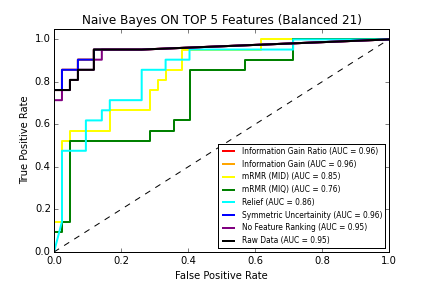 Naive Bayes ON TOP 5 Features (Balanced 21)
True Positive Rate
1.0
0.8
0.6
0.4
0.2
0.0
Information Gain Ratio (AUC = 0.96)
Information Gain (AUC = 0.96)
mRMR (MID) (AUC = 0.85)
mRMR (MIQ) (AUC = 0.76)
Relief (AUC = 0.86)
Symmetric Uncertainity (AUC = 0.96)
No Feature Ranking (AUC = 0.95)
Raw Data (AUC = 0.95)
0.0 0.2 0.4 0.6 0.8 1.0
False Positive Rate